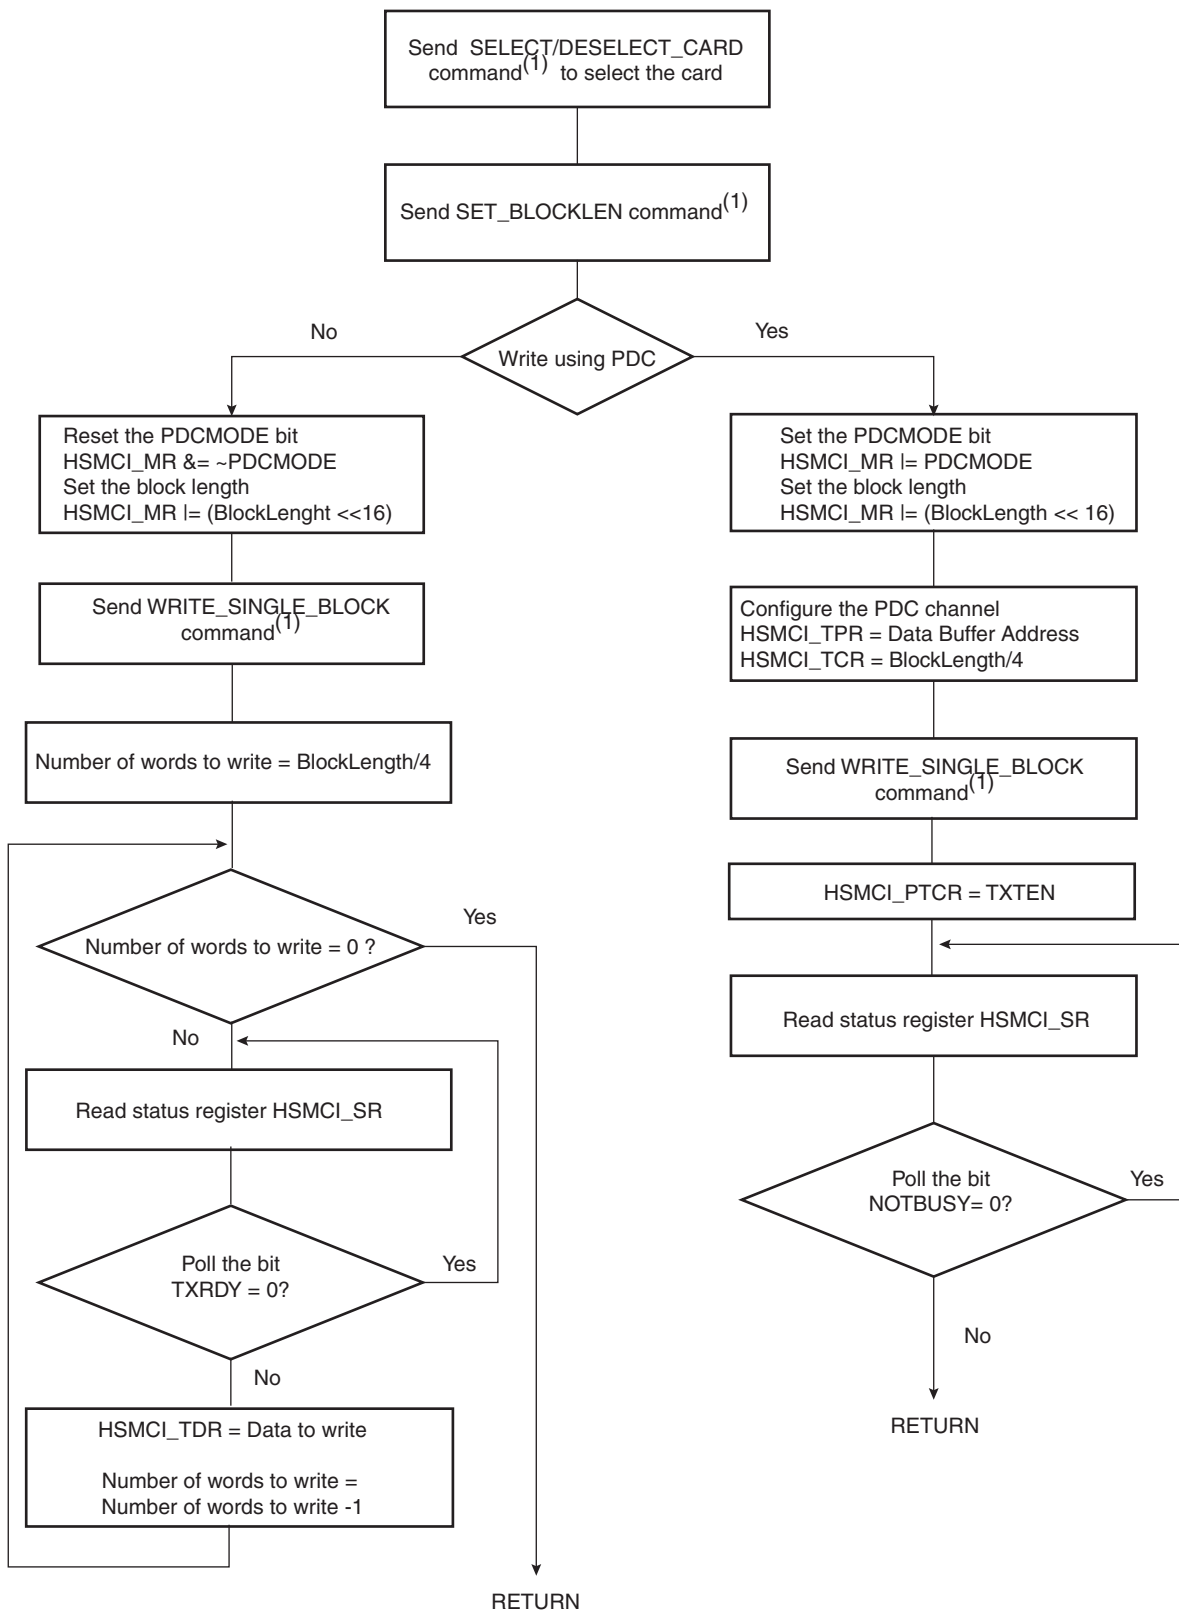 Send SELECT/DESELECT_CARD
command(1) to select the card
Send SET_BLOCKLEN command(1)
No
Yes
Write using PDC
Reset the PDCMODE bit
HSMCI_MR &= ~PDCMODE
Set the block length
HSMCI_MR |= (BlockLenght <<16)
Send WRITE_SINGLE_BLOCK
command(1)
Number of words to write = BlockLength/4
Yes
Number of words to write = 0 ?
No
Read status register HSMCI_SR
Poll the bit
TXRDY = 0?
Yes
No
HSMCI_TDR = Data to write
Number of words to write =
Number of words to write -1
RETURN
Set the PDCMODE bit
HSMCI_MR |= PDCMODE
Set the block length
HSMCI_MR |= (BlockLength << 16)
Configure the PDC channel
HSMCI_TPR = Data Buffer Address
HSMCI_TCR = BlockLength/4
Send WRITE_SINGLE_BLOCK
command(1)
HSMCI_PTCR = TXTEN
Read status register HSMCI_SR
Poll the bit
NOTBUSY= 0?
Yes
No
RETURN